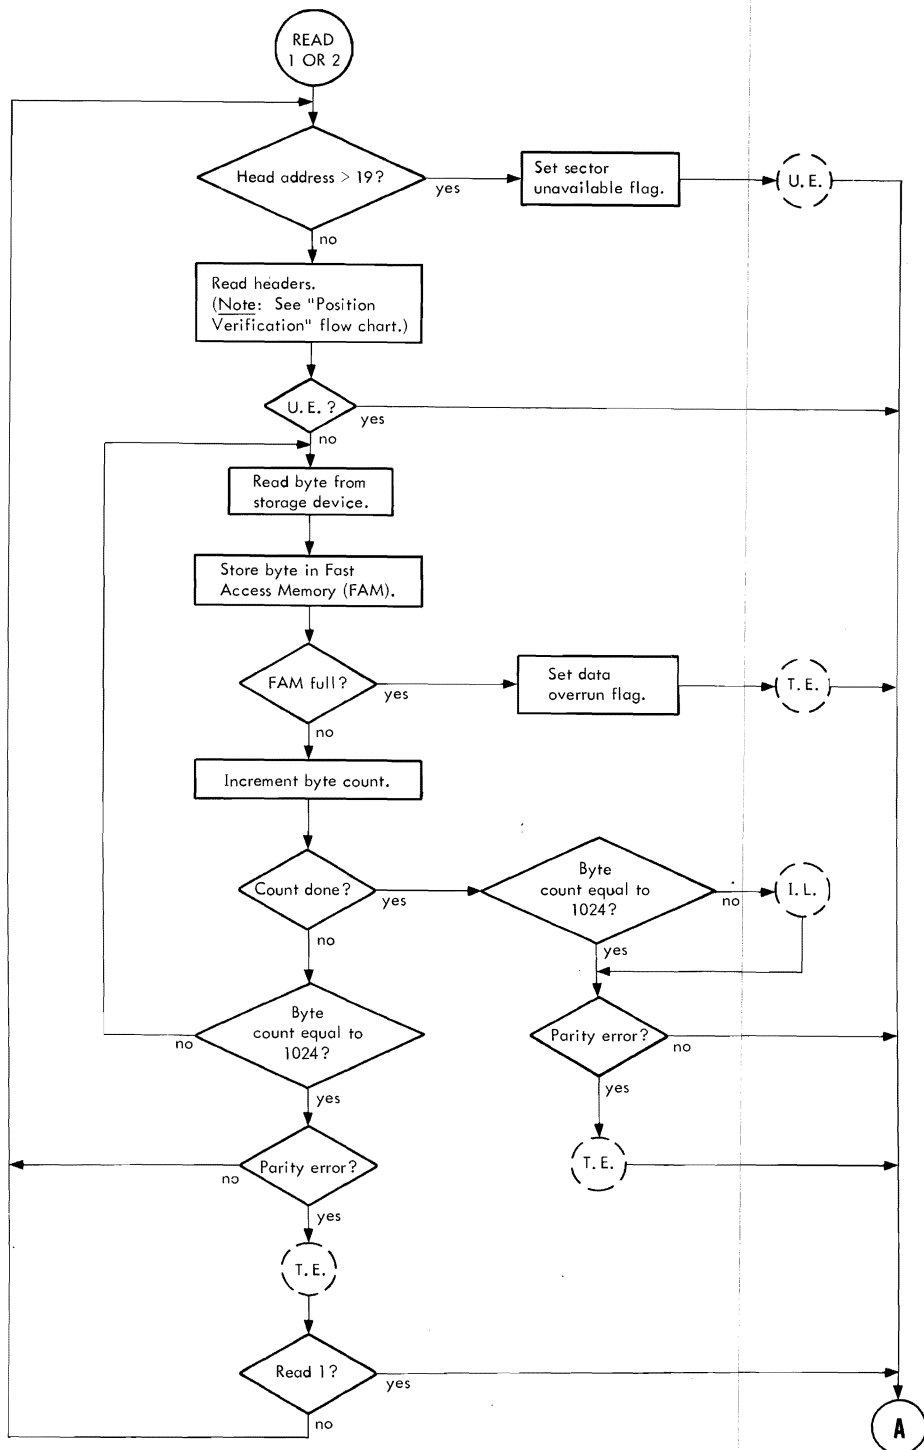 READ
1 OR 2
Head address > 19?
yes
Set sector
unavailable flag.
U.E.
no
Read headers.
(Note: See "Position
Verification" flow chart.)
U.E.?
yes
no
Read byte from
storage device.
Store byte in Fast
Access Memory (FAM).
FAM full?
yes
Set data
overrun flag.
T.E.
no
Increment byte count.
Count done?
yes
Byte
count equal to
1024?
no
I.L.
no
yes
Byte
count equal to
1024?
no
Parity error?
no
yes
yes
Parity error?
no
T.E.
yes
T.E.
Read 1?
yes
no
A